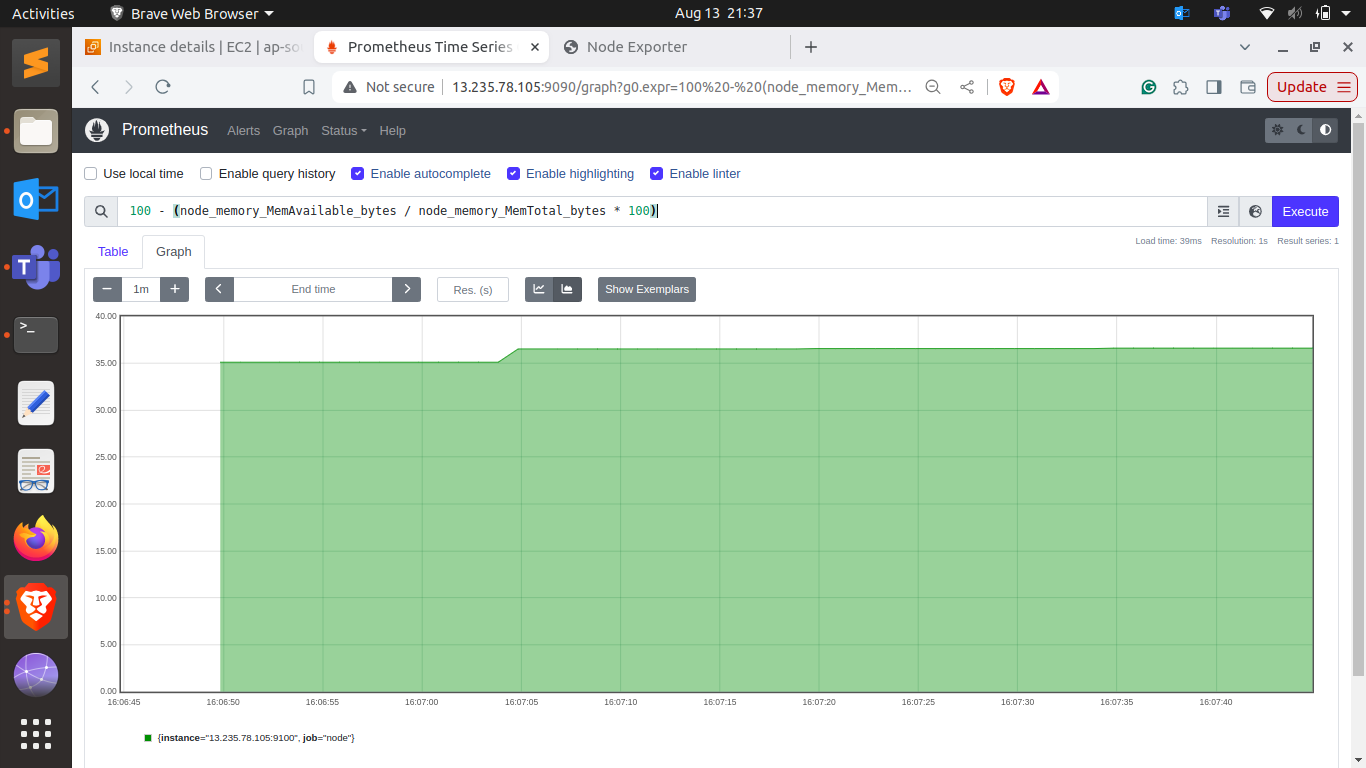 Activities Brave Web Browser Aug 13 21:37
Instance details | EC2 | ap-so
Prometheus Time Series
Node Exporter
Not secure 13.235.78.105:9090/graph?g0.expr=100%20-%20(node_memory_Mem... Update
Prometheus Alerts Graph Status Help
Use local time Enable query history Enable autocomplete Enable highlighting Enable linter
100 - (node_memory_MemAvailable_bytes / node_memory_MemTotal_bytes * 100) Execute
Load time: 39ms Resolution: 1s Result series: 1
Table Graph
1m End time Res. (s) Show Exemplars
40.00
35.00
30.00
25.00
20.00
15.00
10.00
5.00
0.00
16:06:45 16:06:50 16:06:55 16:07:00 16:07:05 16:07:10 16:07:15 16:07:20 16:07:25 16:07:30 16:07:35 16:07:40
{instance="13.235.78.105:9100", job="node"}